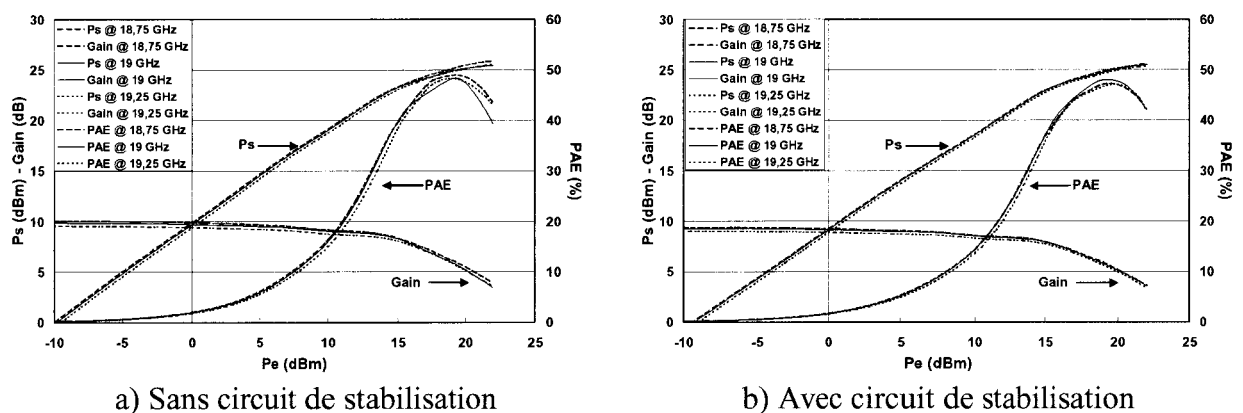 30
25
20
15
10
5
0
Ps (dBm) - Gain (dB)
Ps @ 18,75 GHz
Gain @ 18,75 GHz
Ps @ 19 GHz
Gain @ 19 GHz
Ps @ 19,25 GHz
Gain @ 19,25 GHz
PAE @ 18,75 GHz
PAE @ 19 GHz
PAE @ 19,25 GHz
Ps
PAE
Gain
60
50
40
30
20
10
0
PAE (%)
-10 -5 0 5 10 15 20 25
Pe (dBm)
a) Sans circuit de stabilisation
30
25
20
15
10
5
0
Ps (dBm) - Gain (dB)
Ps @ 18,75 GHz
Gain @ 18,75 GHz
Ps @ 19 GHz
Gain @ 19 GHz
Ps @ 19,25 GHz
Gain @ 19,25 GHz
PAE @ 18,75 GHz
PAE @ 19 GHz
PAE @ 19,25 GHz
Ps
PAE
Gain
60
50
40
30
20
10
0
PAE (%)
-10 -5 0 5 10 15 20 25
Pe (dBm)
b) Avec circuit de stabilisation